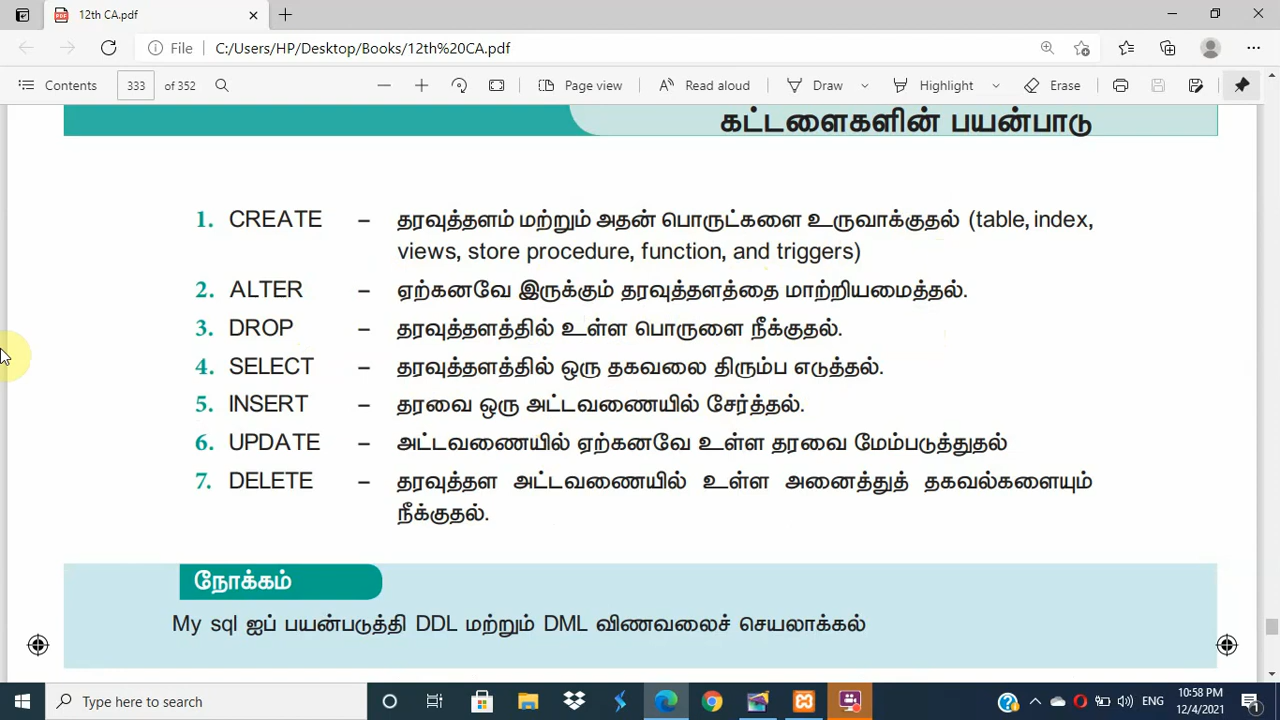 12th CA.pdf
File C:/Users/HP/Desktop/Books/12th%20CA.pdf
Contents 333 of 352 Page view Read aloud Draw Highlight Erase
கட்டளைகளின் பயன்பாடு
1. CREATE – தரவுத்தளம் மற்றும் அதன் பொருட்களை உருவாக்குதல் (table, index,
views, store procedure, function, and triggers)
2. ALTER – ஏற்கனவே இருக்கும் தரவுத்தளத்தை மாற்றியமைத்தல்.
3. DROP – தரவுத்தளத்தில் உள்ள பொருளை நீக்குதல்.
4. SELECT – தரவுத்தளத்தில் ஒரு தகவலை திரும்ப எடுத்தல்.
5. INSERT – தரவை ஒரு அட்டவணையில் சேர்த்தல்.
6. UPDATE – அட்டவணையில் ஏற்கனவே உள்ள தரவை மேம்படுத்துதல்
7. DELETE – தரவுத்தள அட்டவணையில் உள்ள அனைத்துத் தகவல்களையும்
நீக்குதல்.
நோக்கம்
My sql ஐப் பயன்படுத்தி DDL மற்றும் DML வினவலைச் செயலாக்கல்
Type here to search
ENG
10:58 PM
12/4/2021